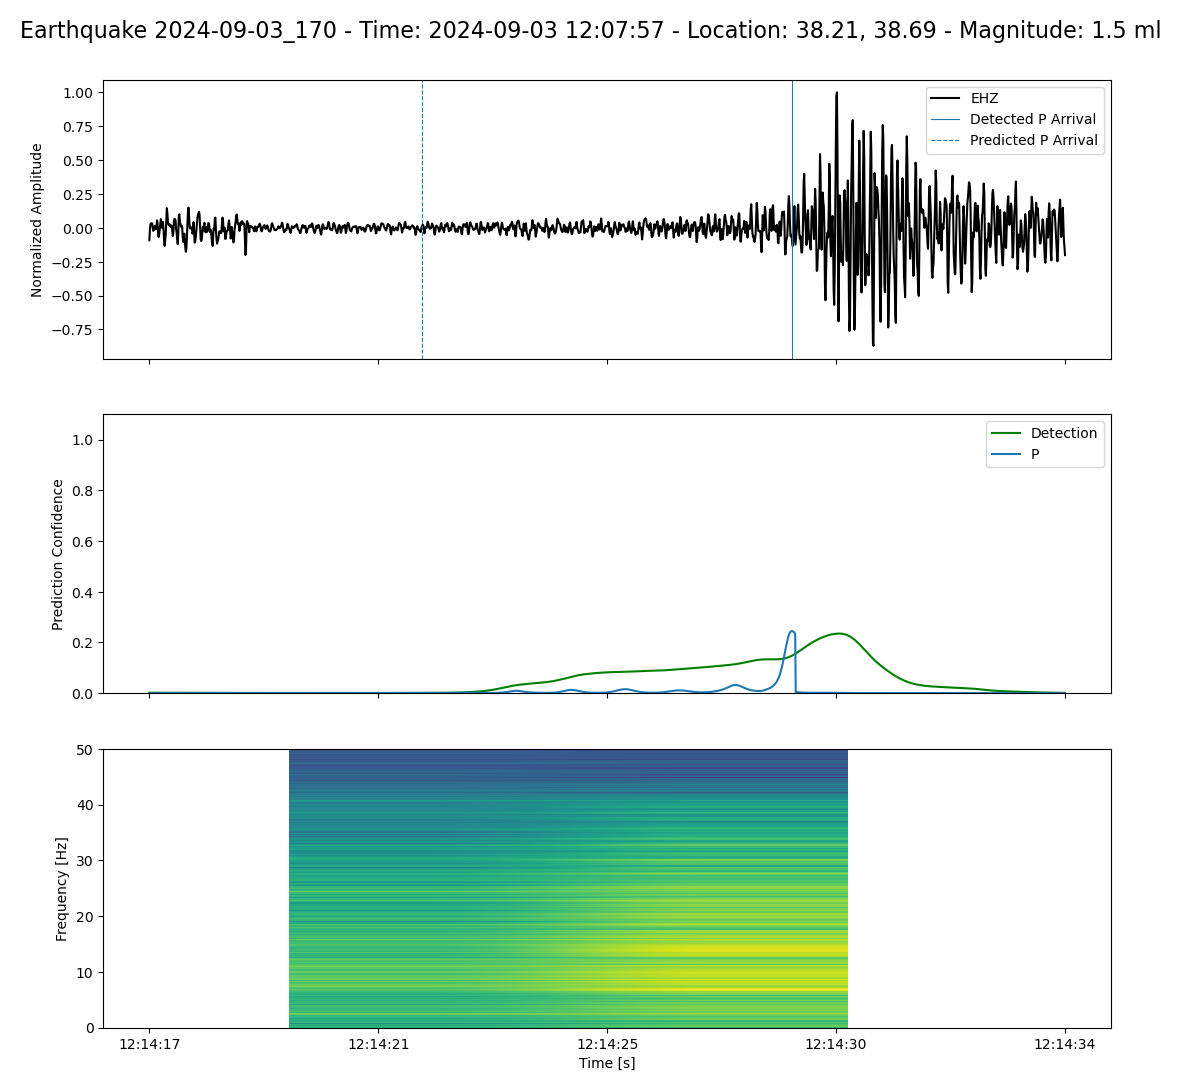 Earthquake 2024-09-03_170 - Time: 2024-09-03 12:07:57 - Location: 38.21, 38.69 - Magnitude: 1.5 ml
Normalized Amplitude
1.00
0.75
0.50
0.25
0.00
−0.25
−0.50
−0.75
EHZ
Detected P Arrival
Predicted P Arrival
Prediction Confidence
1.0
0.8
0.6
0.4
0.2
0.0
Detection
P
Frequency [Hz]
50
40
30
20
10
0
12:14:17 12:14:21 12:14:25 12:14:30 12:14:34
Time [s]